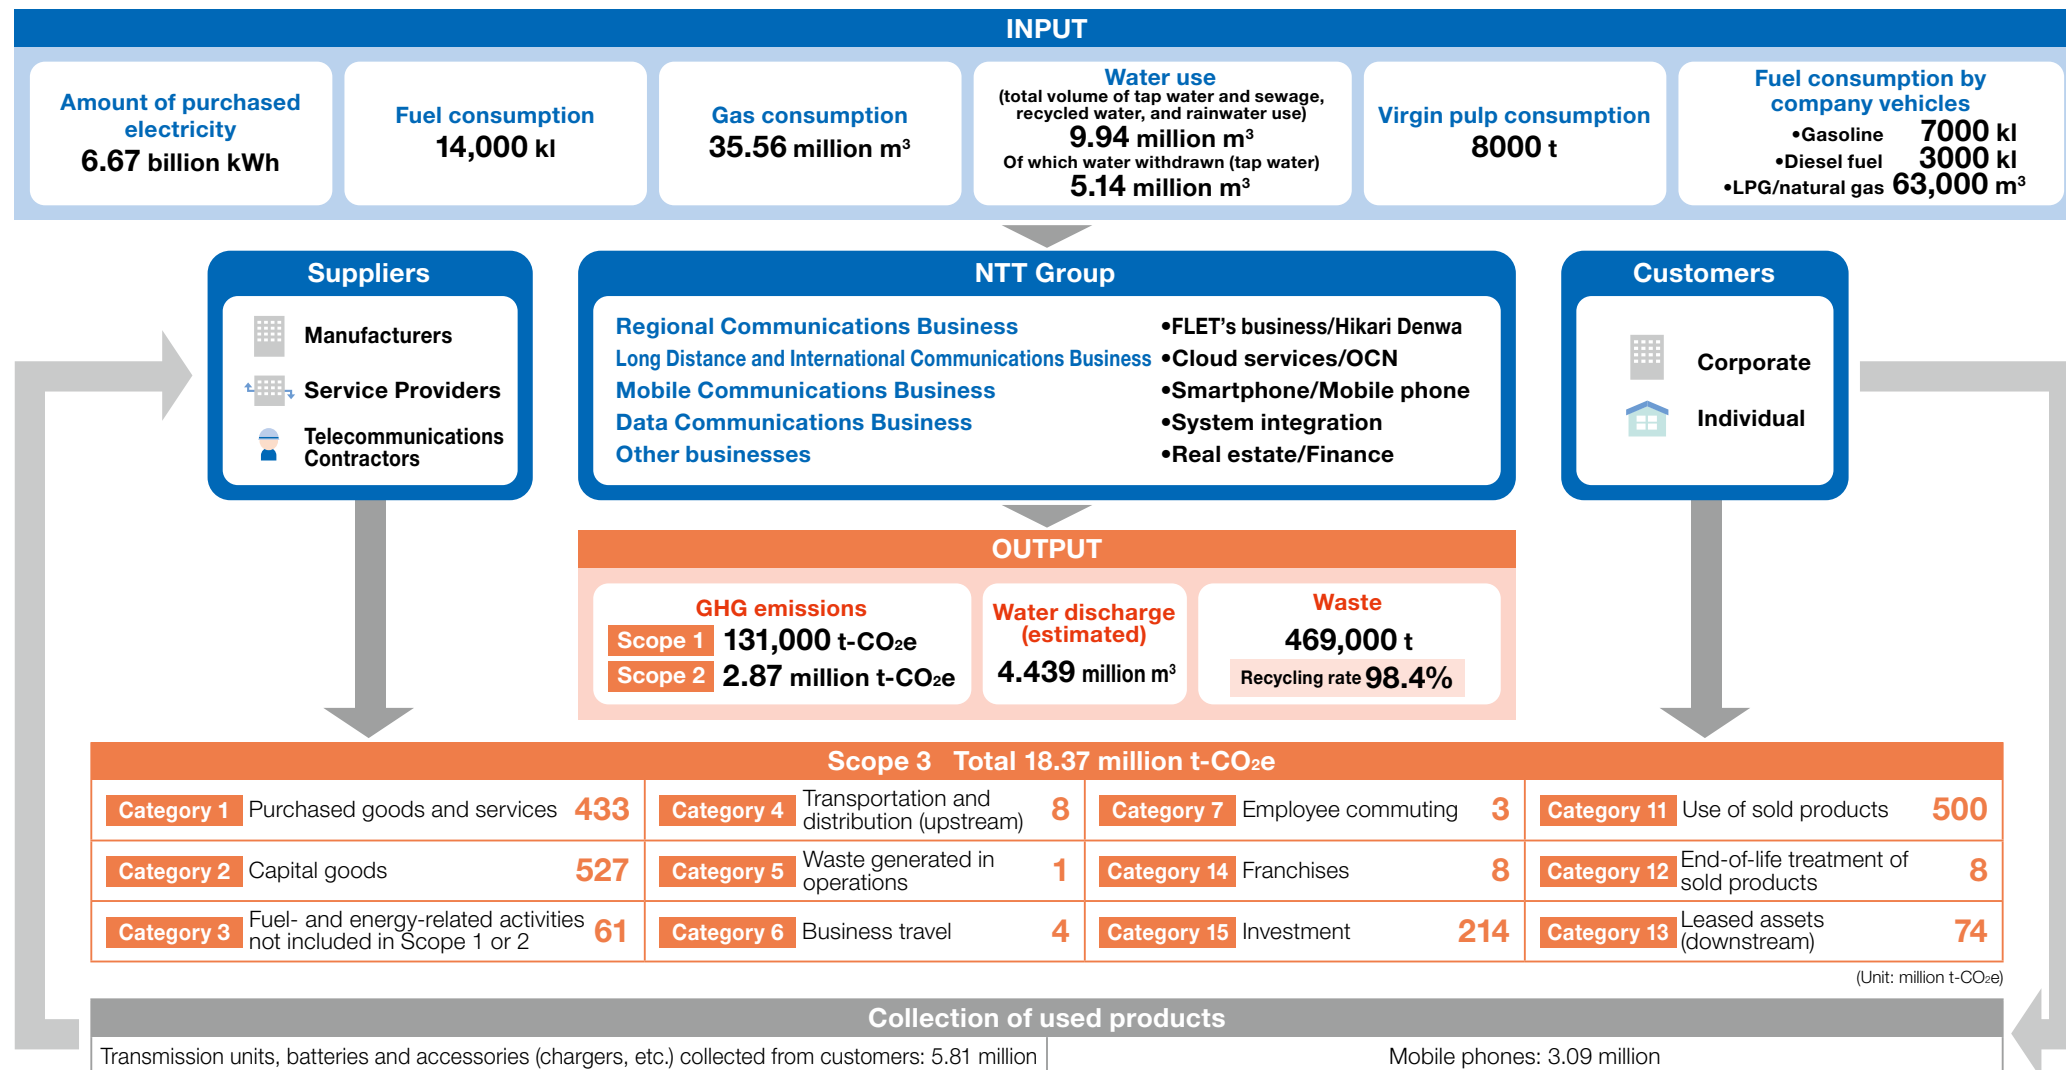 INPUT
Amount of purchased
electricity
6.67 billion kWh
Fuel consumption
14,000 kl
Gas consumption
35.56 million m³
Water use
(total volume of tap water and sewage,
recycled water, and rainwater use)
9.94 million m³
Of which water withdrawn (tap water)
5.14 million m³
Virgin pulp consumption
8000 t
Fuel consumption by
company vehicles
•Gasoline 7000 kl
•Diesel fuel 3000 kl
•LPG/natural gas 63,000 m³
Suppliers
Manufacturers
Service Providers
Telecommunications
Contractors
NTT Group
Regional Communications Business •FLET's business/Hikari Denwa
Long Distance and International Communications Business •Cloud services/OCN
Mobile Communications Business •Smartphone/Mobile phone
Data Communications Business •System integration
Other businesses •Real estate/Finance
Customers
Corporate
Individual
OUTPUT
GHG emissions
Scope 1 131,000 t-CO₂e
Scope 2 2.87 million t-CO₂e
Water discharge
(estimated)
4.439 million m³
Waste
469,000 t
Recycling rate 98.4%
Scope 3 Total 18.37 million t-CO₂e
Category 1 Purchased goods and services 433
Category 2 Capital goods 527
Category 3 Fuel- and energy-related activities
not included in Scope 1 or 2 61
Category 4 Transportation and
distribution (upstream) 8
Category 5 Waste generated in
operations 1
Category 6 Business travel 4
Category 7 Employee commuting 3
Category 14 Franchises 8
Category 15 Investment 214
Category 11 Use of sold products 500
Category 12 End-of-life treatment of
sold products 8
Category 13 Leased assets
(downstream) 74
(Unit: million t-CO₂e)
Collection of used products
Transmission units, batteries and accessories (chargers, etc.) collected from customers: 5.81 million
Mobile phones: 3.09 million